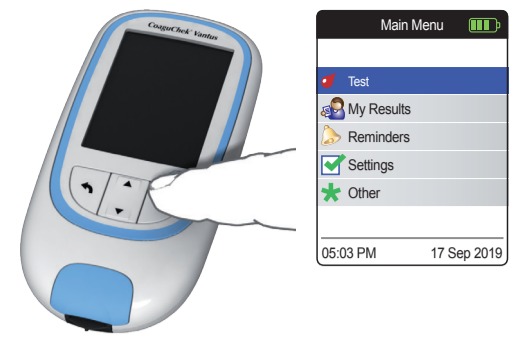 CoaguChek® Vantus
Main Menu
Test
My Results
Reminders
Settings
Other
05:03 PM 17 Sep 2019